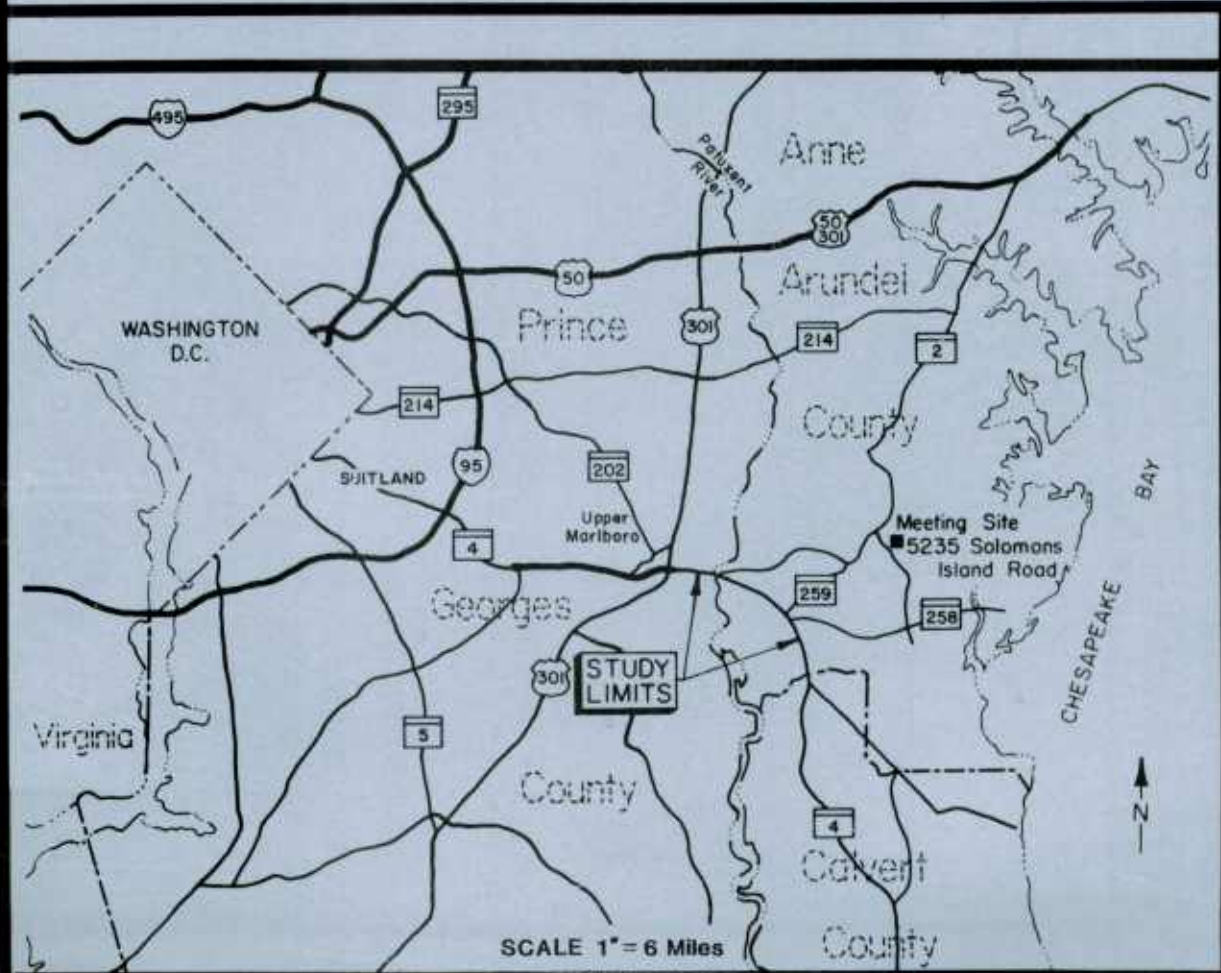 495
295
Anne
Patuxent
River
50
301
50
Arundel
WASHINGTON
D.C.
Prince
301
214
2
214
County
95
202
SUITLAND
BAY
Upper
Marlboro
Meeting Site
5235 Solomons
Island Road
4
259
Georges
258
STUDY
LIMITS
301
CHESAPEAKE
Virginia
5
County
N
4
Calvert
SCALE 1" = 6 Miles
County